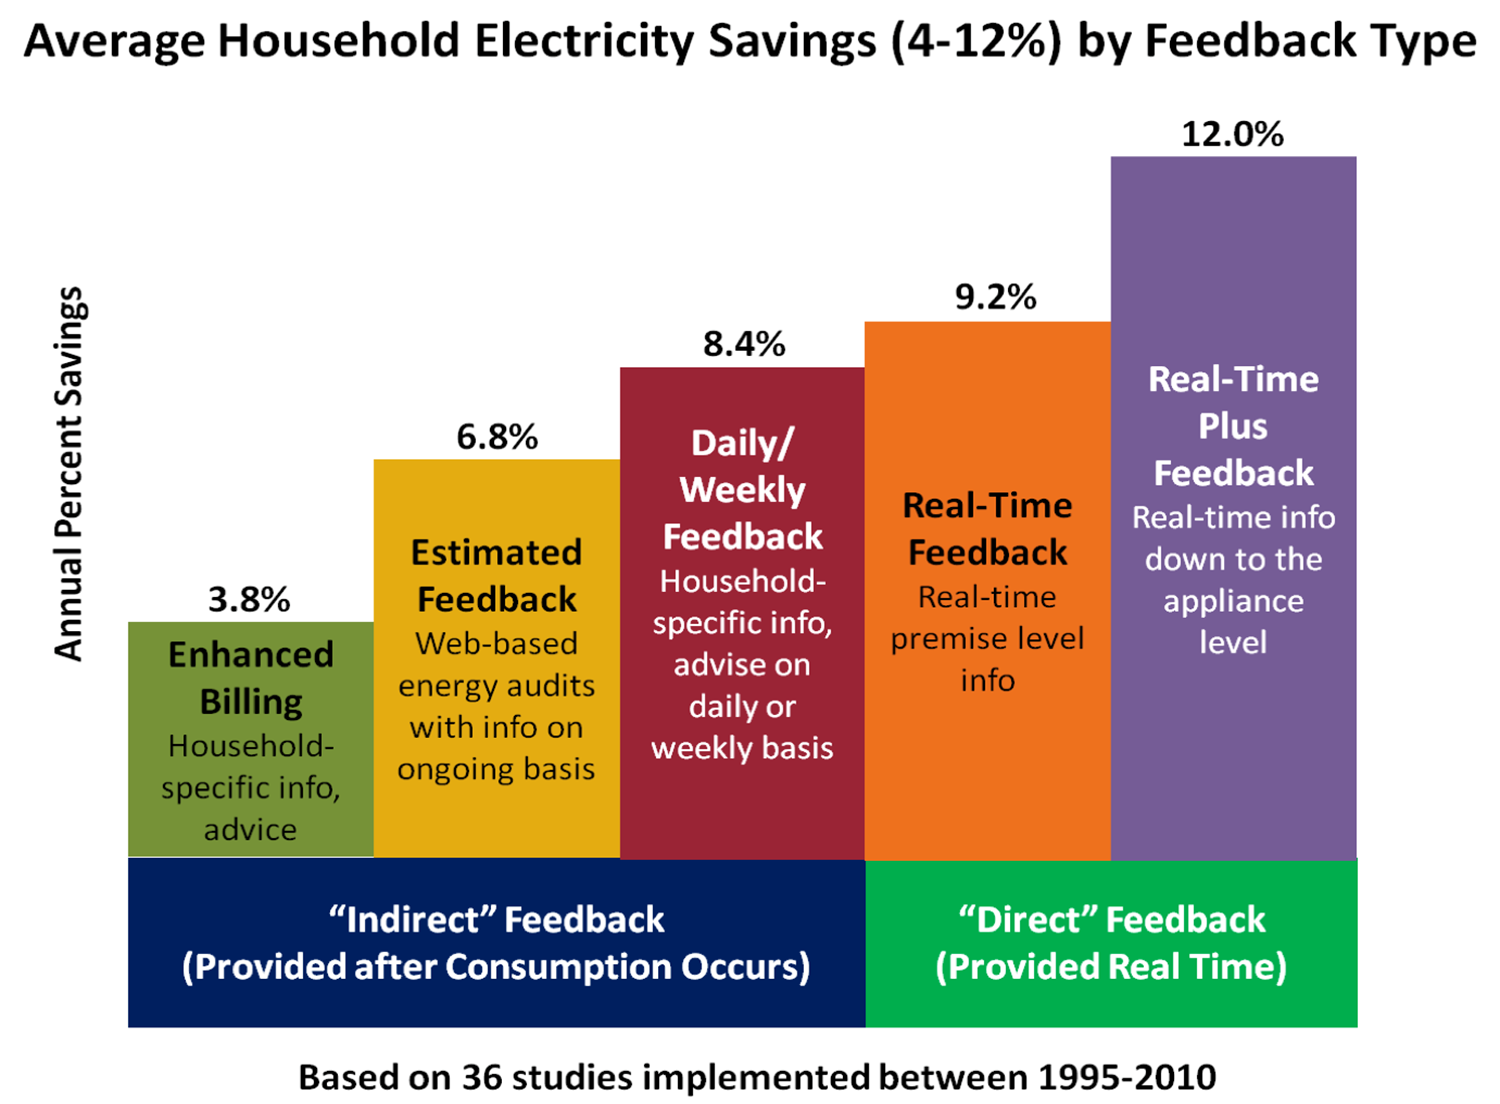 Average Household Electricity Savings (4-12%) by Feedback Type
12.0%
9.2%
8.4%
6.8%
3.8%
Annual Percent Savings
Enhanced
Billing
Household-
specific info,
advice
Estimated
Feedback
Web-based
energy audits
with info on
ongoing basis
Daily/
Weekly
Feedback
Household-
specific info,
advise on
daily or
weekly basis
Real-Time
Feedback
Real-time
premise level
info
Real-Time
Plus
Feedback
Real-time info
down to the
appliance
level
“Indirect” Feedback
(Provided after Consumption Occurs)
“Direct” Feedback
(Provided Real Time)
Based on 36 studies implemented between 1995-2010